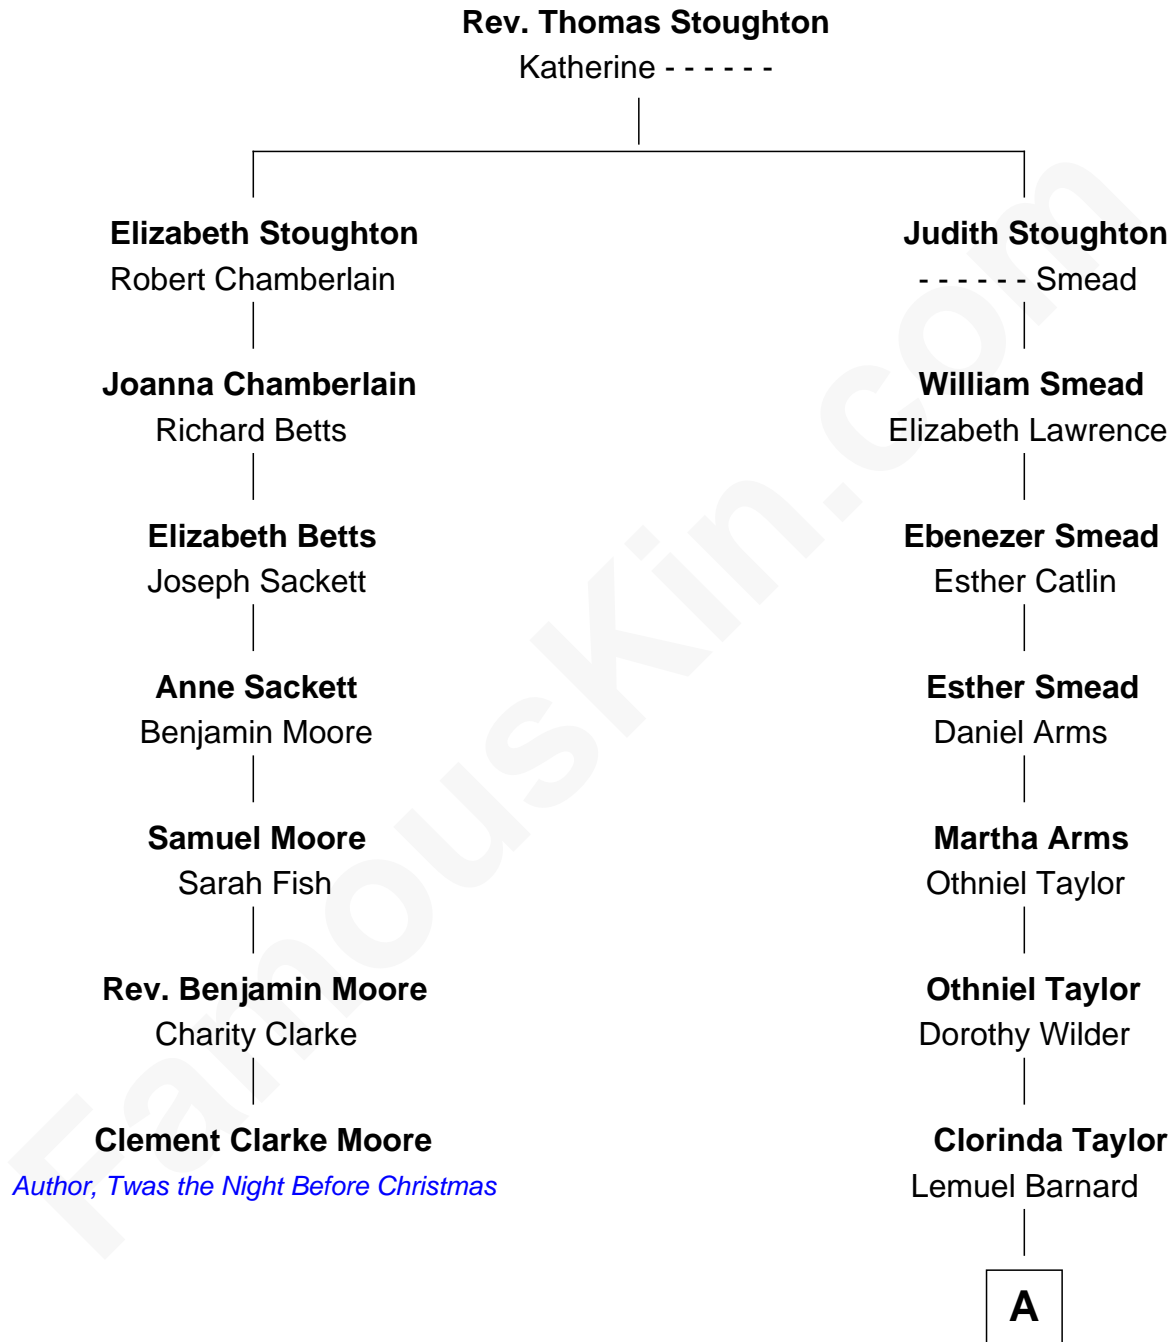 Rev. Thomas Stoughton
Katherine - - - - - -
Elizabeth Stoughton
Robert Chamberlain
Judith Stoughton
- - - - - - Smead
Joanna Chamberlain
Richard Betts
William Smead
Elizabeth Lawrence
Elizabeth Betts
Joseph Sackett
Ebenezer Smead
Esther Catlin
Anne Sackett
Benjamin Moore
Esther Smead
Daniel Arms
Samuel Moore
Sarah Fish
Martha Arms
Othniel Taylor
Rev. Benjamin Moore
Charity Clarke
Othniel Taylor
Dorothy Wilder
Clement Clarke Moore
Author, Twas the Night Before Christmas
Clorinda Taylor
Lemuel Barnard
A
FamousKin.com